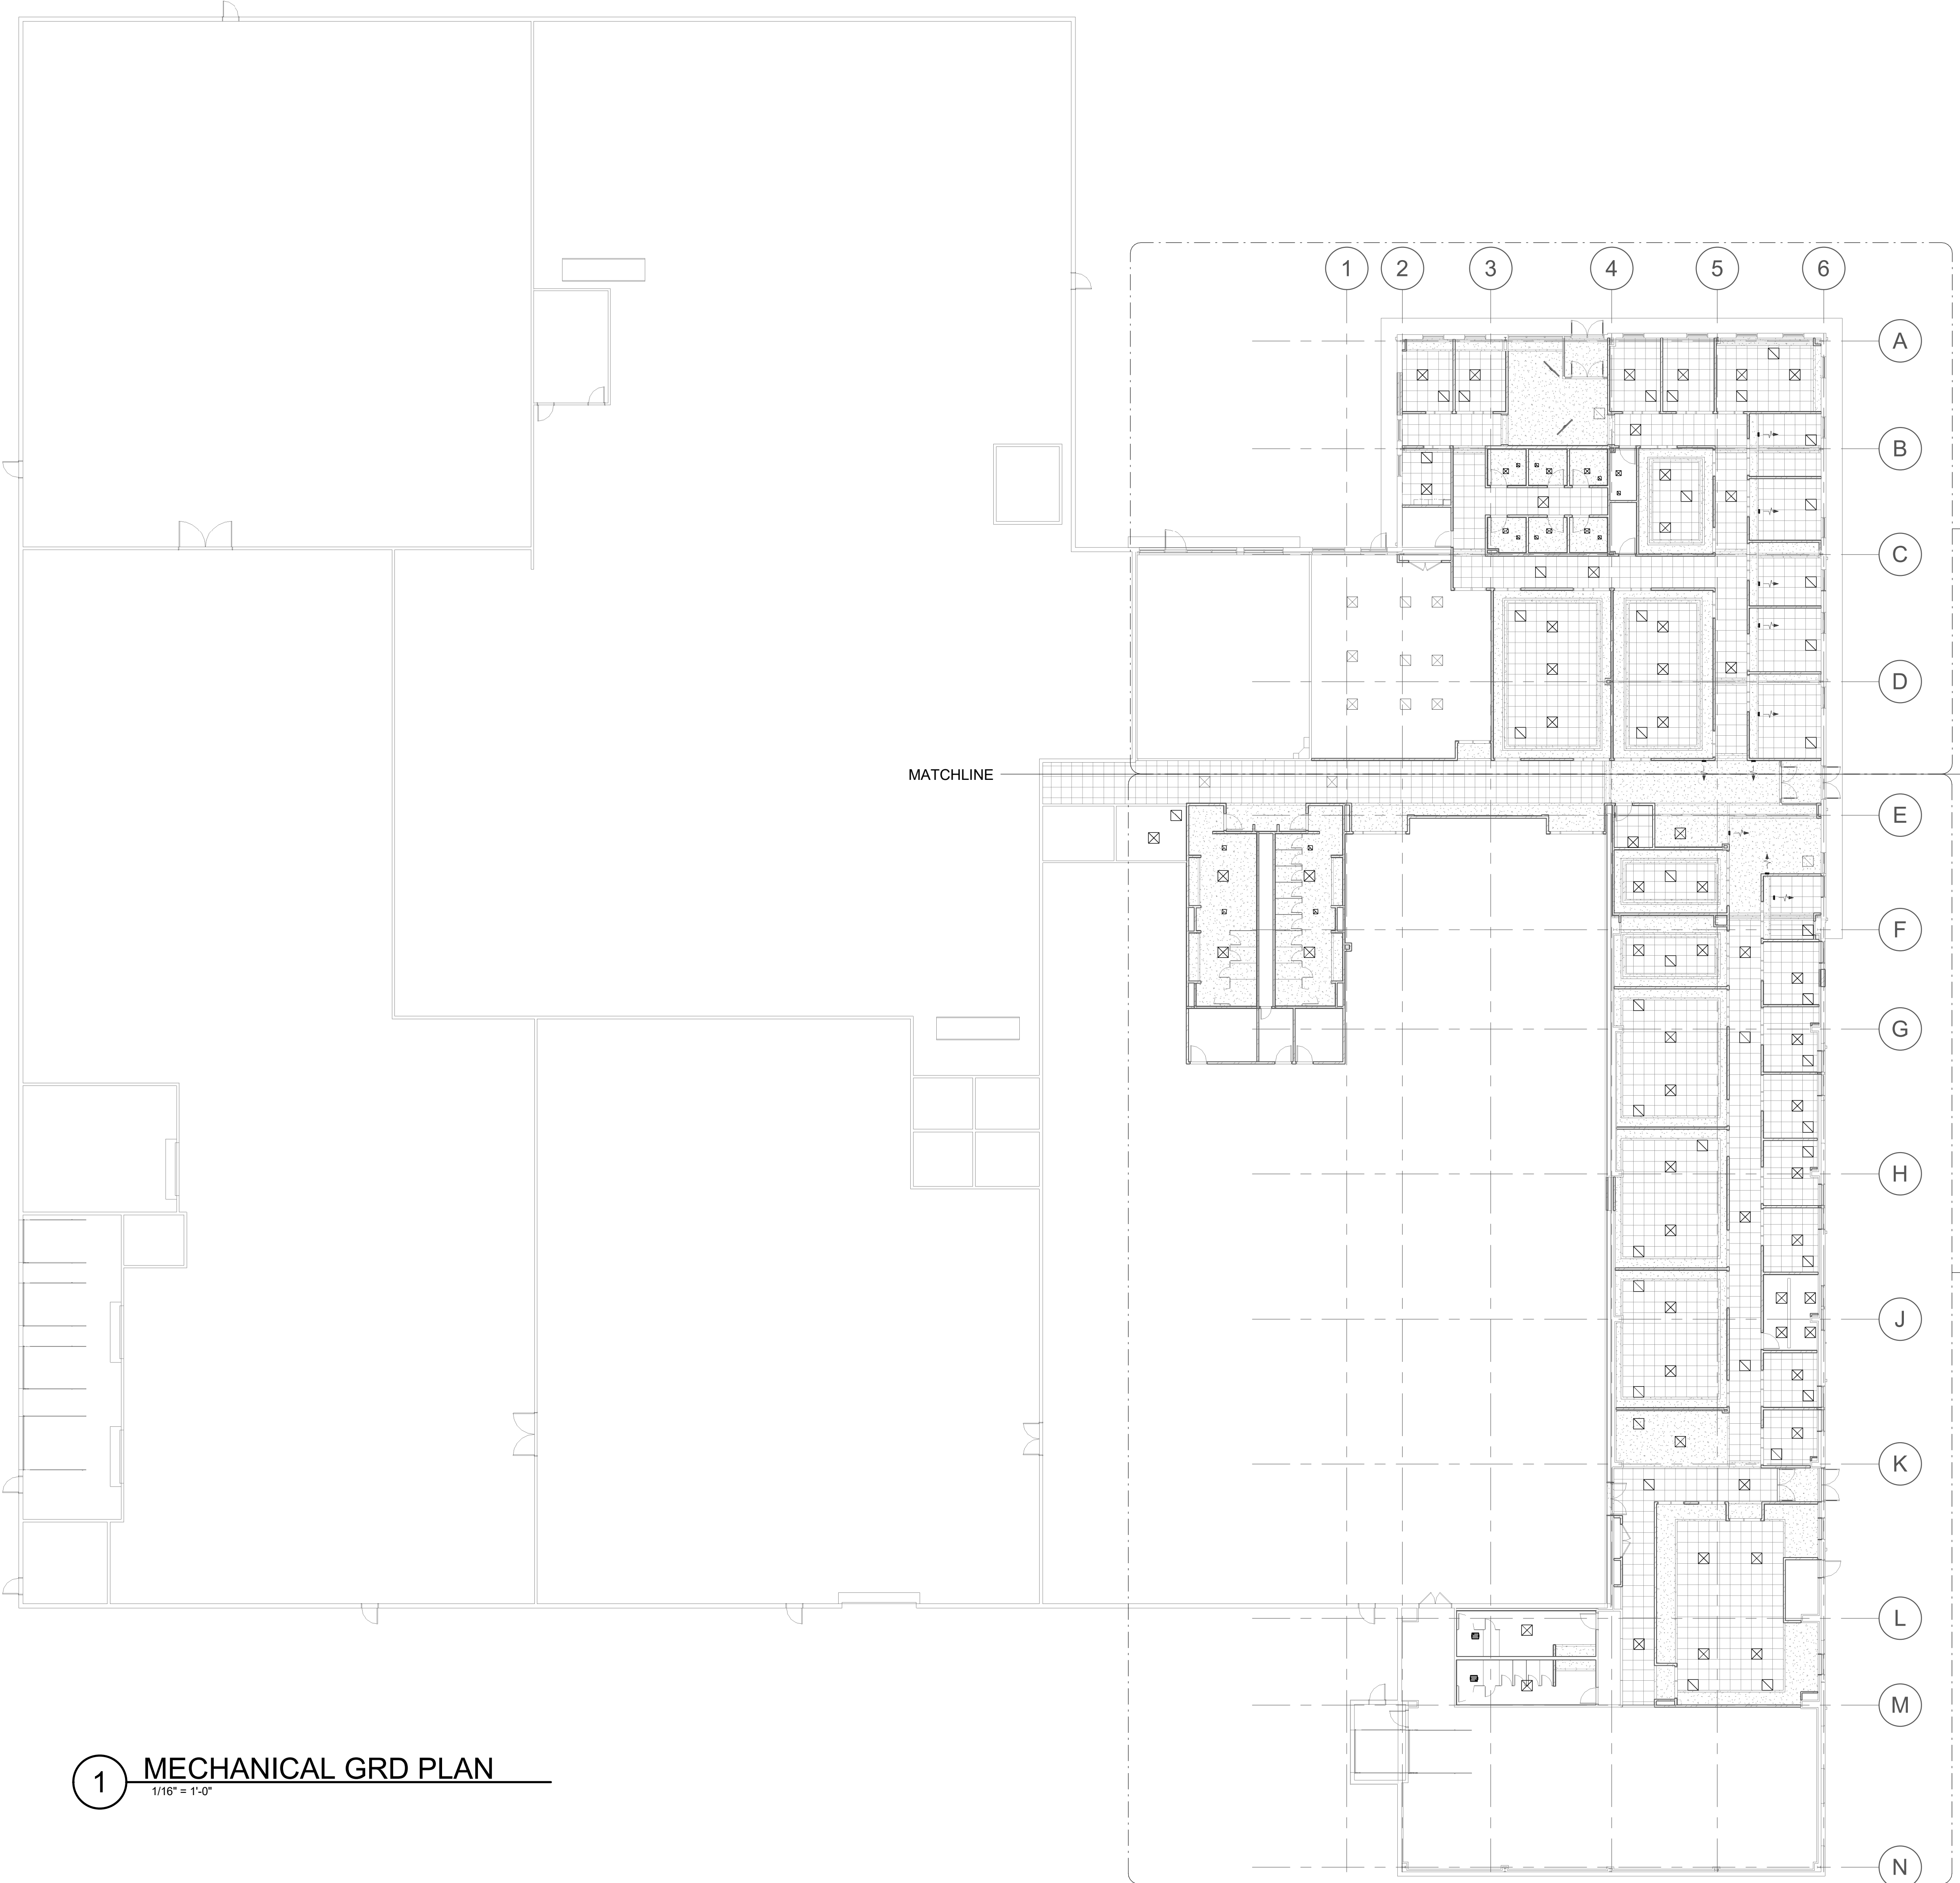 1
2
3
4
5
6
A
B
C
D
MATCHLINE
E
F
G
H
J
K
L
M
N
1
MECHANICAL GRD PLAN
1/16" = 1'-0"